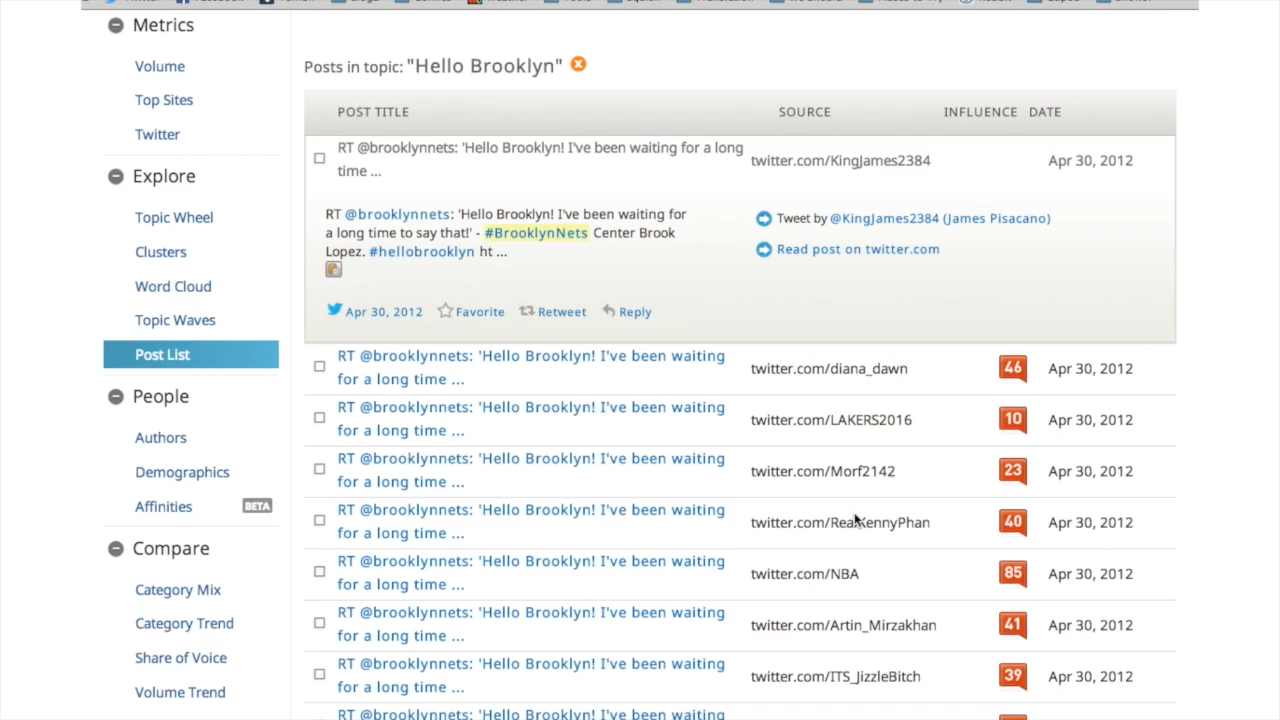 Metrics
Volume
Top Sites
Twitter
Explore
Topic Wheel
Clusters
Word Cloud
Topic Waves
Post List
People
Authors
Demographics
Affinities BETA
Compare
Category Mix
Category Trend
Share of Voice
Volume Trend
Posts in topic: "Hello Brooklyn"
POST TITLE SOURCE INFLUENCE DATE
RT @brooklynnets: 'Hello Brooklyn! I've been waiting for a long
time ...
twitter.com/KingJames2384 Apr 30, 2012
RT @brooklynnets: 'Hello Brooklyn! I've been waiting for
a long time to say that!' - #BrooklynNets Center Brook
Lopez. #hellobrooklyn ht ...
Tweet by @KingJames2384 (James Pisacano)
Read post on twitter.com
Apr 30, 2012 Favorite Retweet Reply
RT @brooklynnets: 'Hello Brooklyn! I've been waiting
for a long time ...
twitter.com/diana_dawn 46 Apr 30, 2012
RT @brooklynnets: 'Hello Brooklyn! I've been waiting
for a long time ...
twitter.com/LAKERS2016 10 Apr 30, 2012
RT @brooklynnets: 'Hello Brooklyn! I've been waiting
for a long time ...
twitter.com/Morf2142 23 Apr 30, 2012
RT @brooklynnets: 'Hello Brooklyn! I've been waiting
for a long time ...
twitter.com/RealKennyPhan 40 Apr 30, 2012
RT @brooklynnets: 'Hello Brooklyn! I've been waiting
for a long time ...
twitter.com/NBA 85 Apr 30, 2012
RT @brooklynnets: 'Hello Brooklyn! I've been waiting
for a long time ...
twitter.com/Artin_Mirzakhan 41 Apr 30, 2012
RT @brooklynnets: 'Hello Brooklyn! I've been waiting
for a long time ...
twitter.com/ITS_JizzleBitch 39 Apr 30, 2012
RT @brooklynnets: 'Hello Brooklyn! I've been waiting